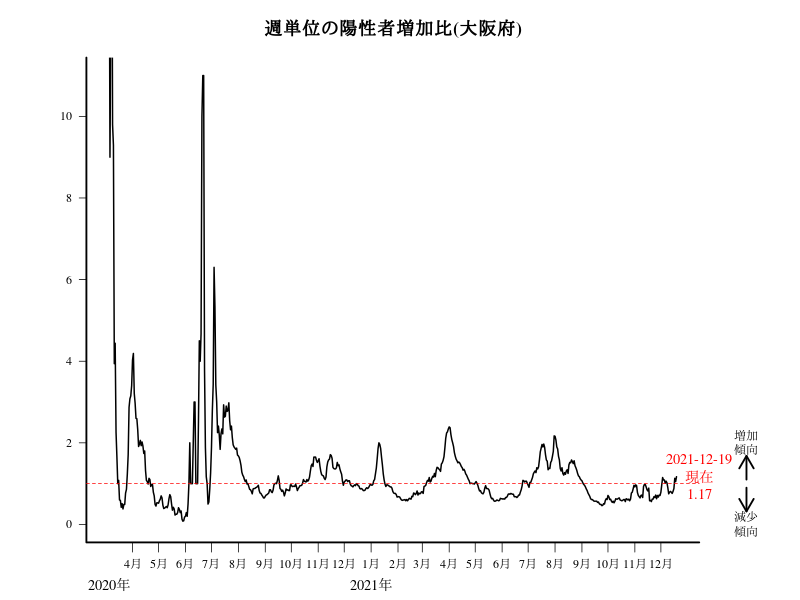 週単位の陽性者増加比(大阪府)
10
8
6
4
2
0
増加
傾向
2021-12-19
現在
1.17
減少
傾向
4月 5月 6月 7月 8月 9月 10月 11月 12月 1月 2月 3月 4月 5月 6月 7月 8月 9月 10月 11月 12月
2020年 2021年